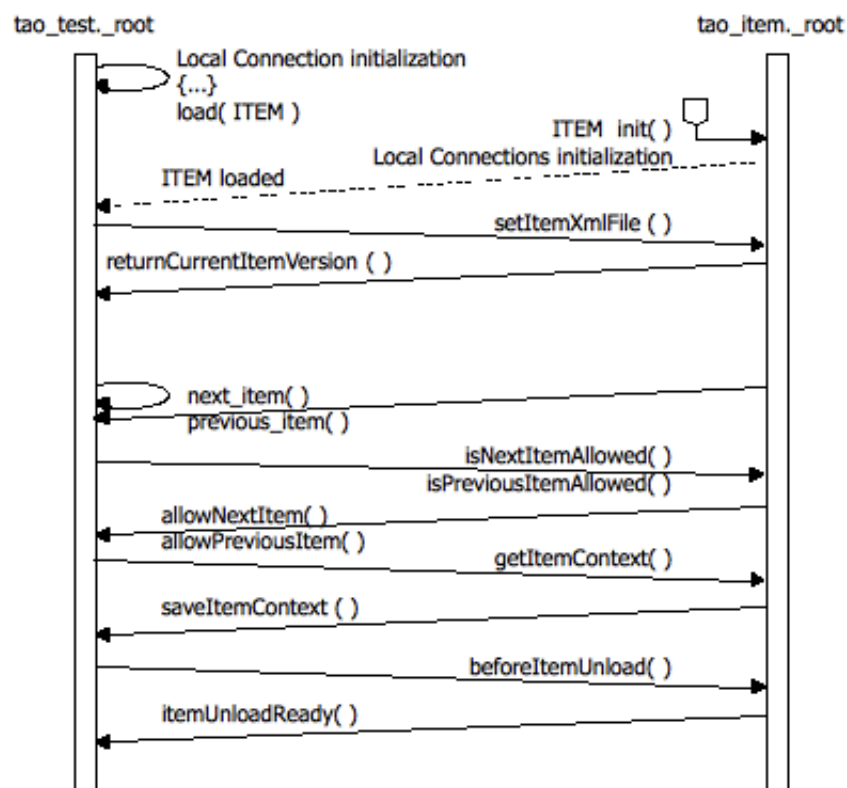 tao_test._root
tao_item._root
Local Connection initialization
{...}
load( ITEM )
ITEM init( )
Local Connections initialization
ITEM loaded
setItemXmlFile ( )
returnCurrentItemVersion ( )
next_item( )
previous_item( )
isNextItemAllowed( )
isPreviousItemAllowed( )
allowNextItem( )
allowPreviousItem( )
getItemContext( )
saveItemContext ( )
beforeItemUnload( )
itemUnloadReady( )